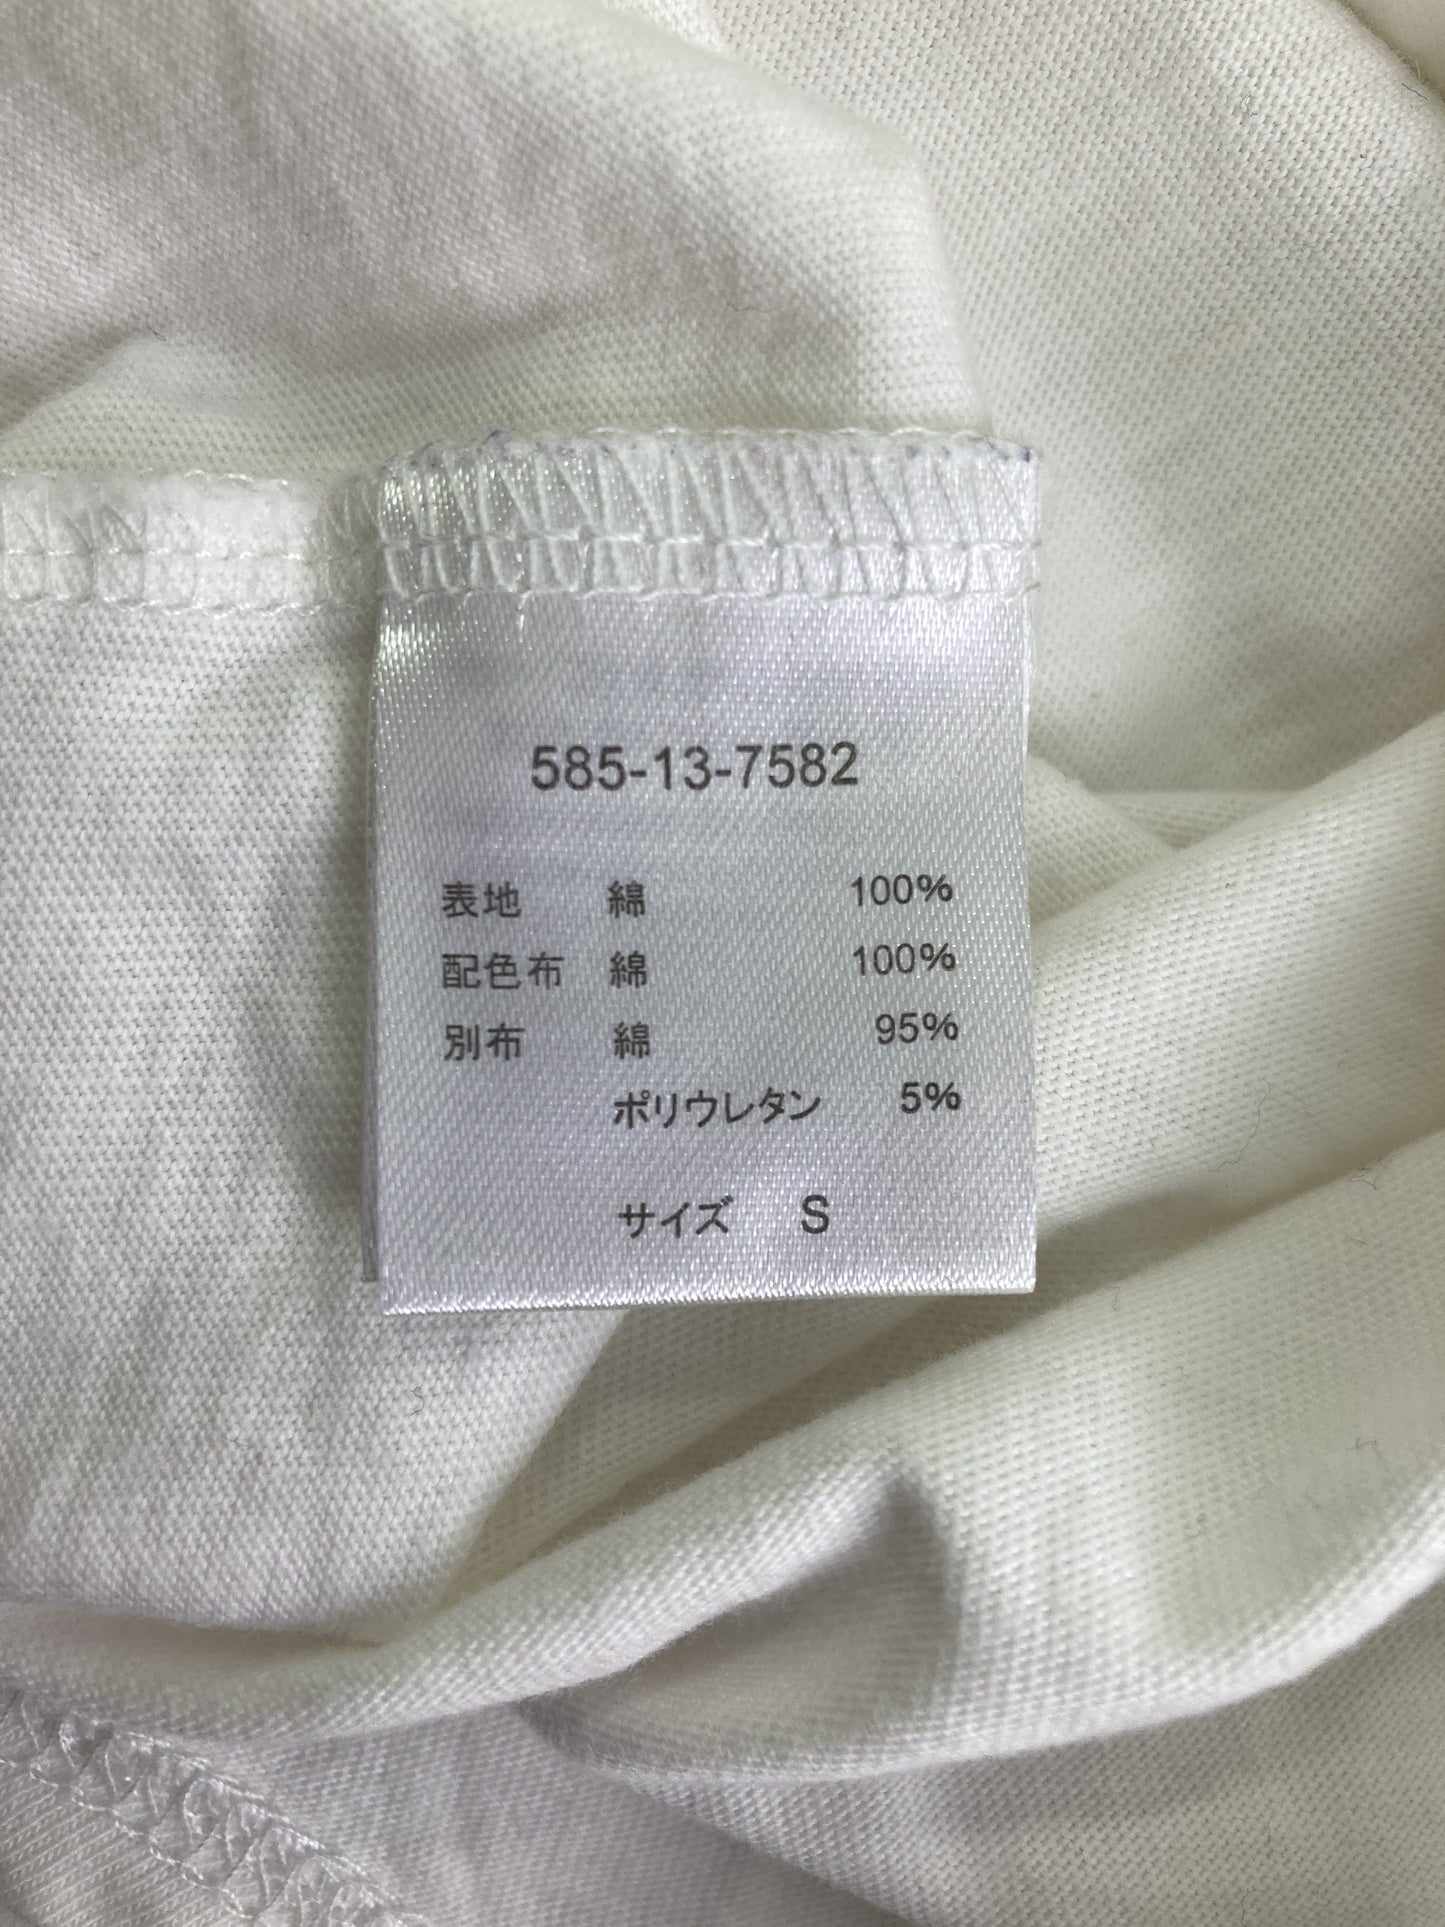 585-13-7582
表地 綿 100%
配色布 綿 100%
別布 綿 95%
ポリウレタン 5%
サイズ S